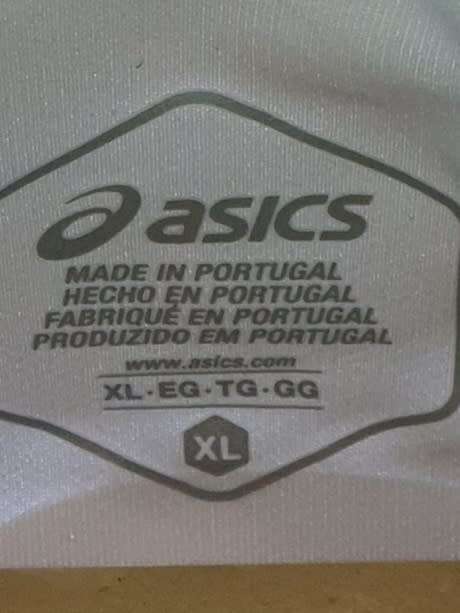 asics
MADE IN PORTUGAL
HECHO EN PORTUGAL
FABRIQUÉ EN PORTUGAL
PRODUZIDO EM PORTUGAL
www.asics.com
XL·EG·TG·GG
XL